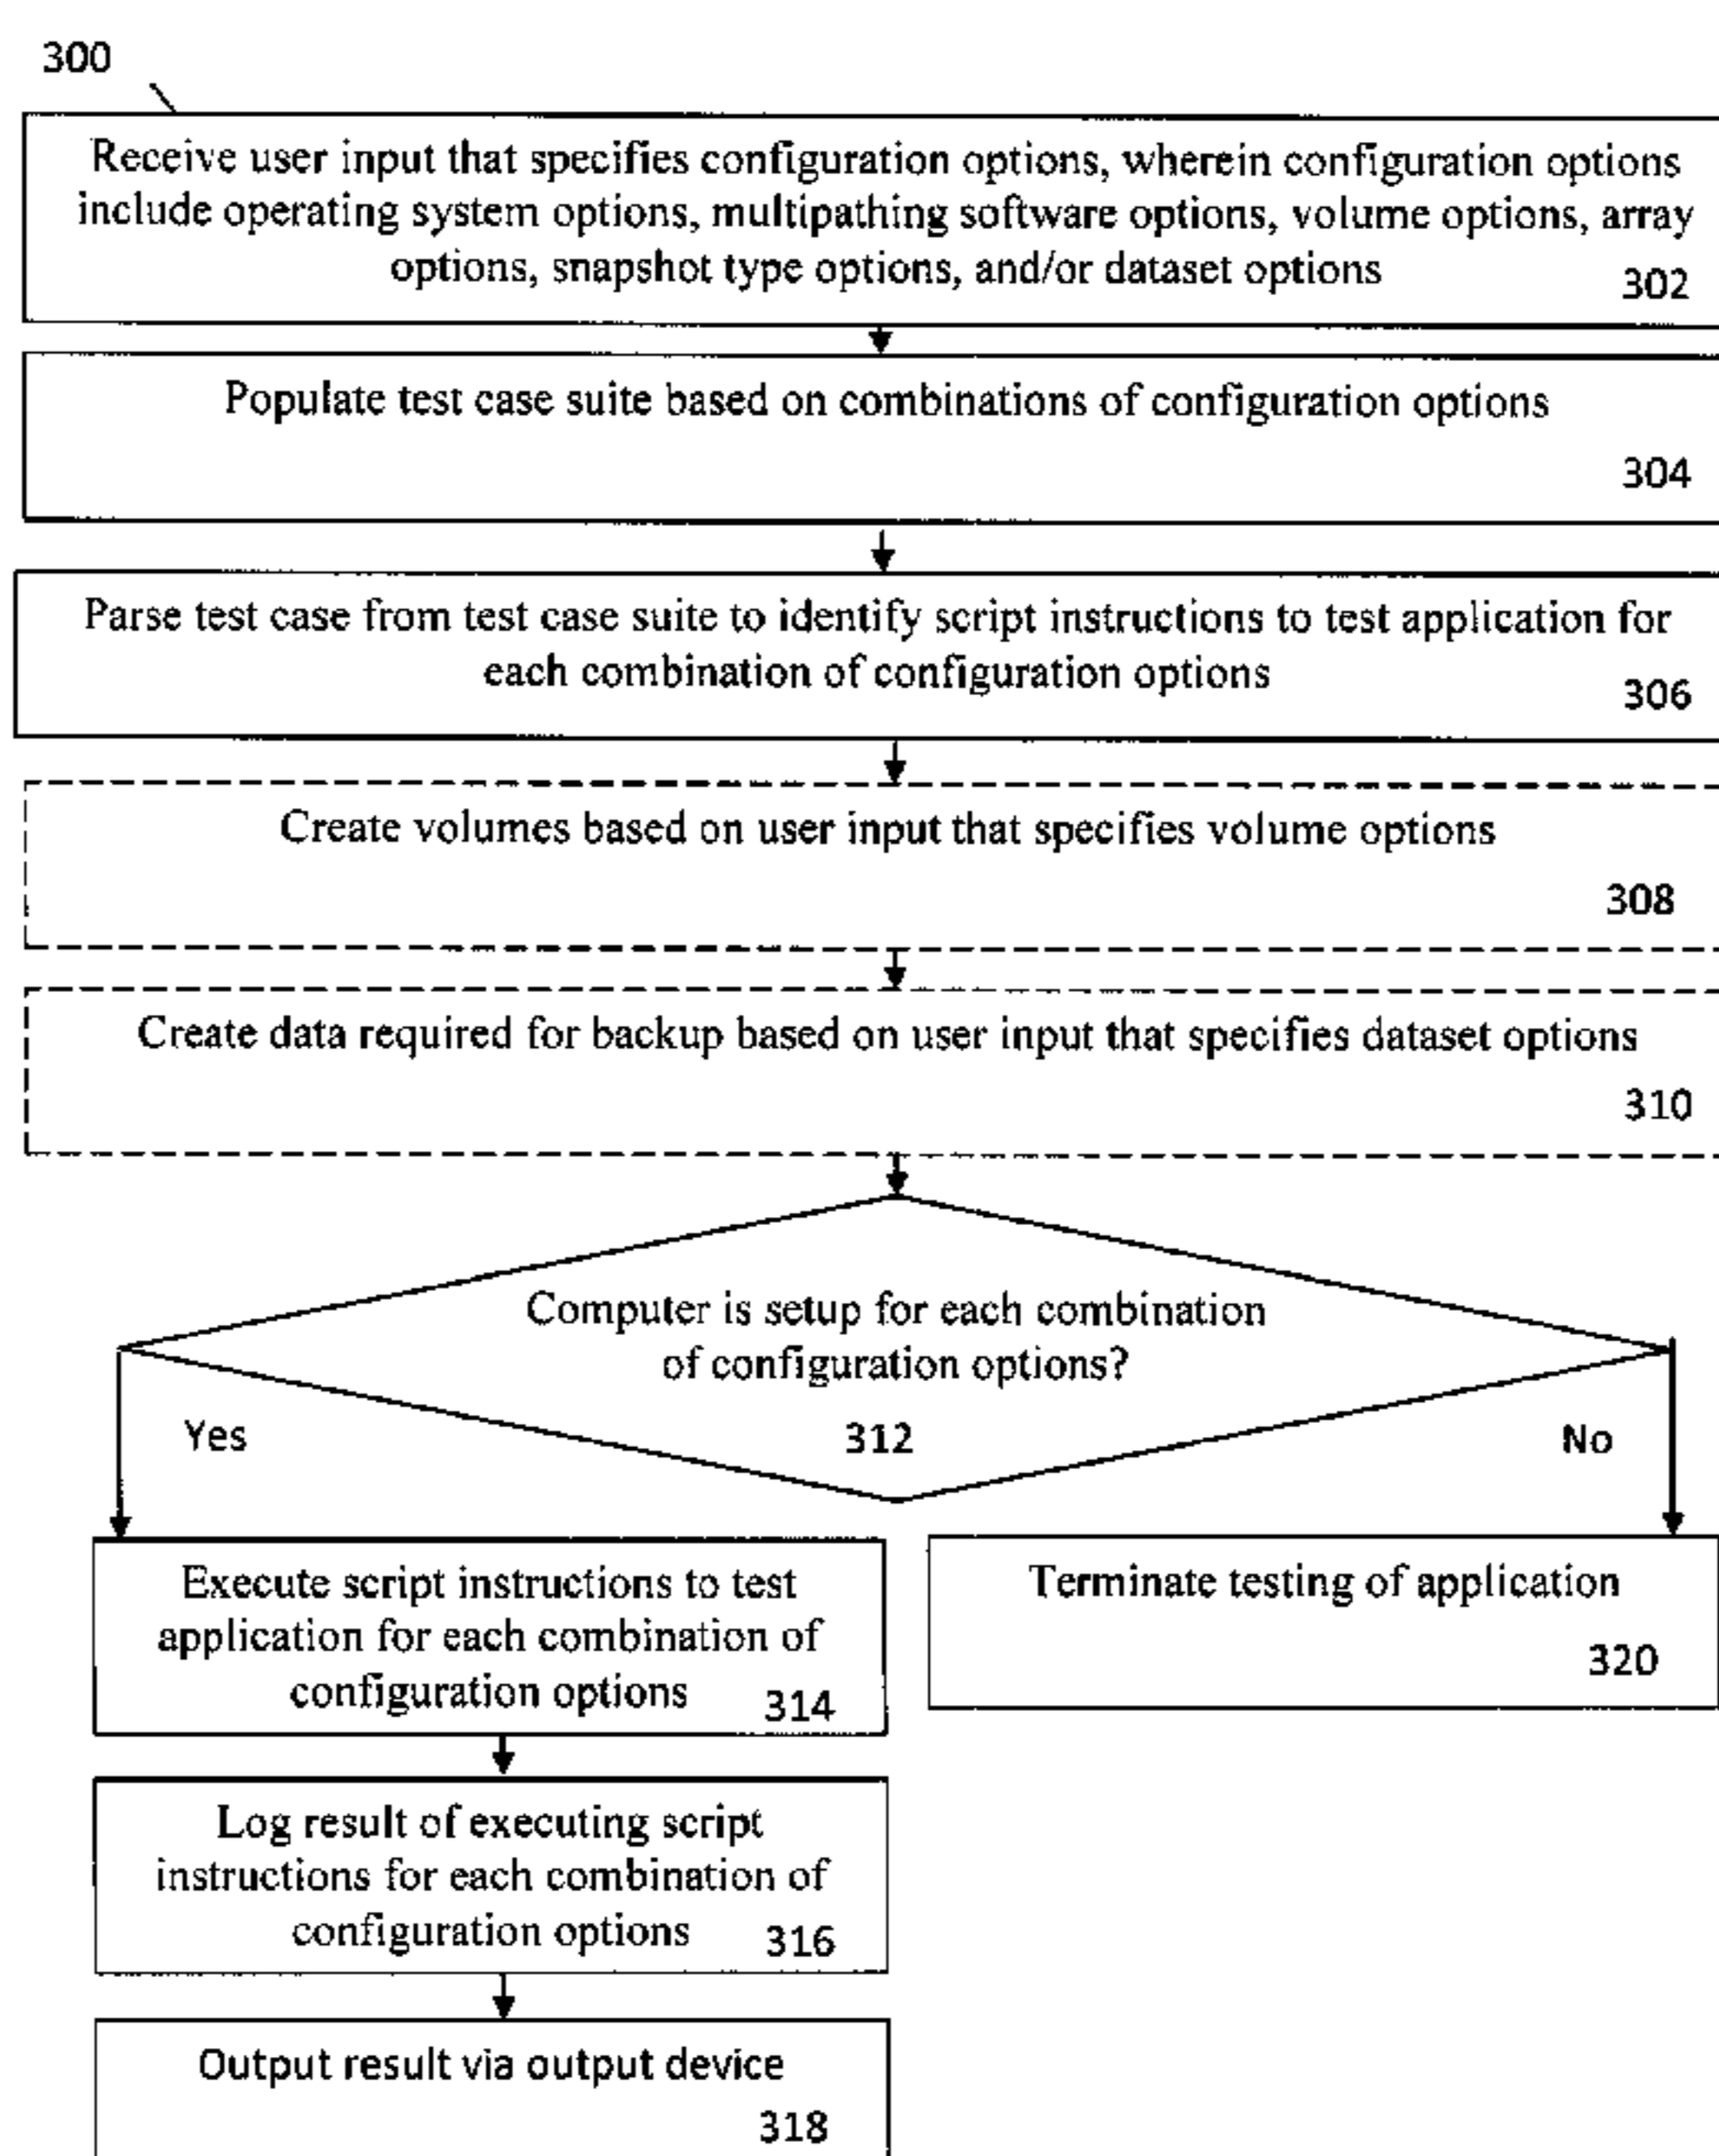 300
Receive user input that specifies configuration options, wherein configuration options
include operating system options, multipathing software options, volume options, array
options, snapshot type options, and/or dataset options
302
Populate test case suite based on combinations of configuration options
304
Parse test case from test case suite to identify script instructions to test application for
each combination of configuration options
306
Create volumes based on user input that specifies volume options
308
Create data required for backup based on user input that specifies dataset options
310
Computer is setup for each combination
of configuration options?
312
Yes
No
Execute script instructions to test
application for each combination of
configuration options
314
Terminate testing of application
320
Log result of executing script
instructions for each combination of
configuration options
316
Output result via output device
318